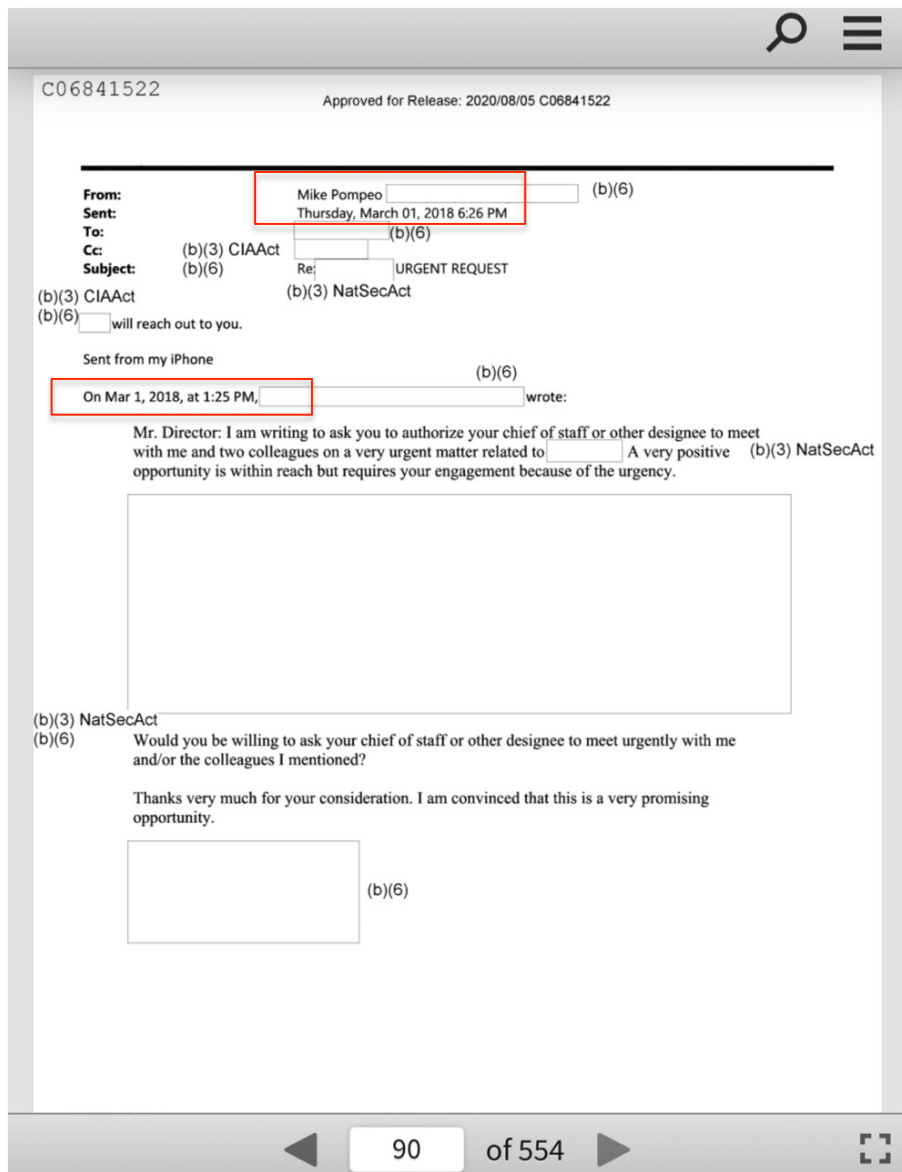 C06841522
Approved for Release: 2020/08/05 C06841522
From: Mike Pompeo (b)(6)
Sent: Thursday, March 01, 2018 6:26 PM
To: (b)(6)
Cc: (b)(3) CIAAct
Subject: (b)(6) Re: URGENT REQUEST
(b)(3) CIAAct (b)(3) NatSecAct
(b)(6) will reach out to you.
Sent from my iPhone
(b)(6)
On Mar 1, 2018, at 1:25 PM, wrote:
Mr. Director: I am writing to ask you to authorize your chief of staff or other designee to meet
with me and two colleagues on a very urgent matter related to A very positive (b)(3) NatSecAct
opportunity is within reach but requires your engagement because of the urgency.
(b)(3) NatSecAct
(b)(6) Would you be willing to ask your chief of staff or other designee to meet urgently with me
and/or the colleagues I mentioned?
Thanks very much for your consideration. I am convinced that this is a very promising
opportunity.
(b)(6)
90 of 554